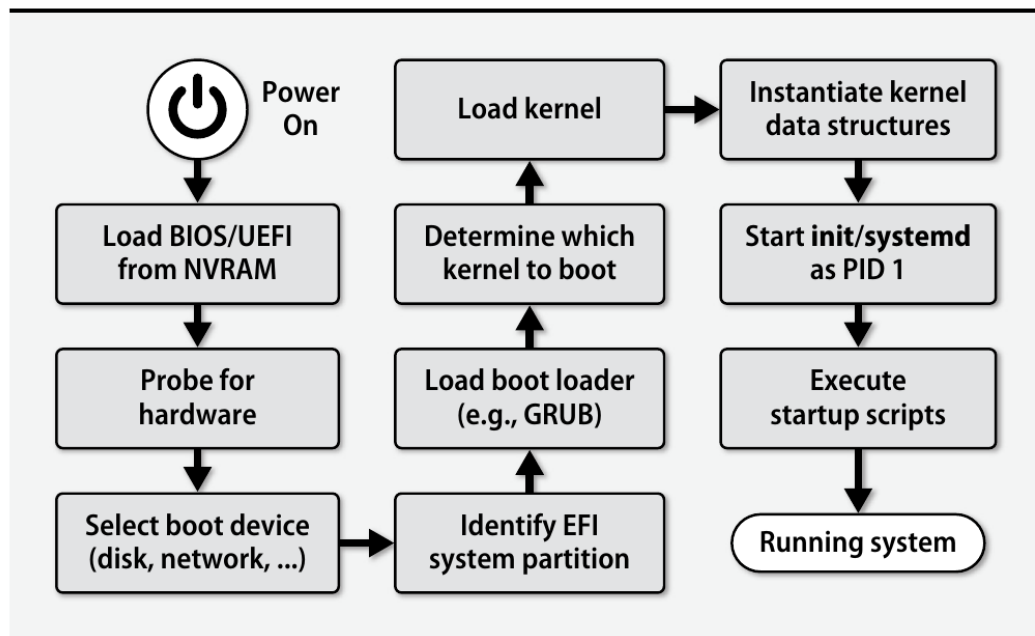 Power
On
Load BIOS/UEFI
from NVRAM
Probe for
hardware
Select boot device
(disk, network, ...)
Identify EFI
system partition
Load boot loader
(e.g., GRUB)
Determine which
kernel to boot
Load kernel
Instantiate kernel
data structures
Start init/systemd
as PID 1
Execute
startup scripts
Running system